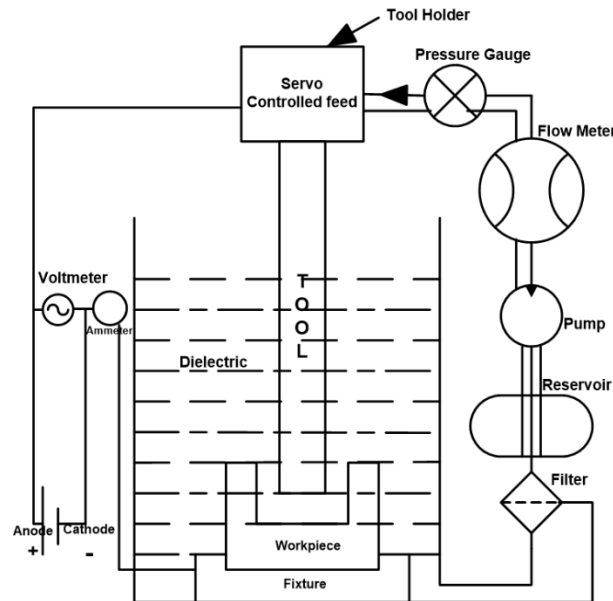 Tool Holder
Pressure Gauge
Servo
Controlled feed
Flow Meter
T
O
O
L
Voltmeter
Ammeter
Pump
Dielectric
Reservoir
Filter
Anode
Cathode
+
-
Workpiece
Fixture